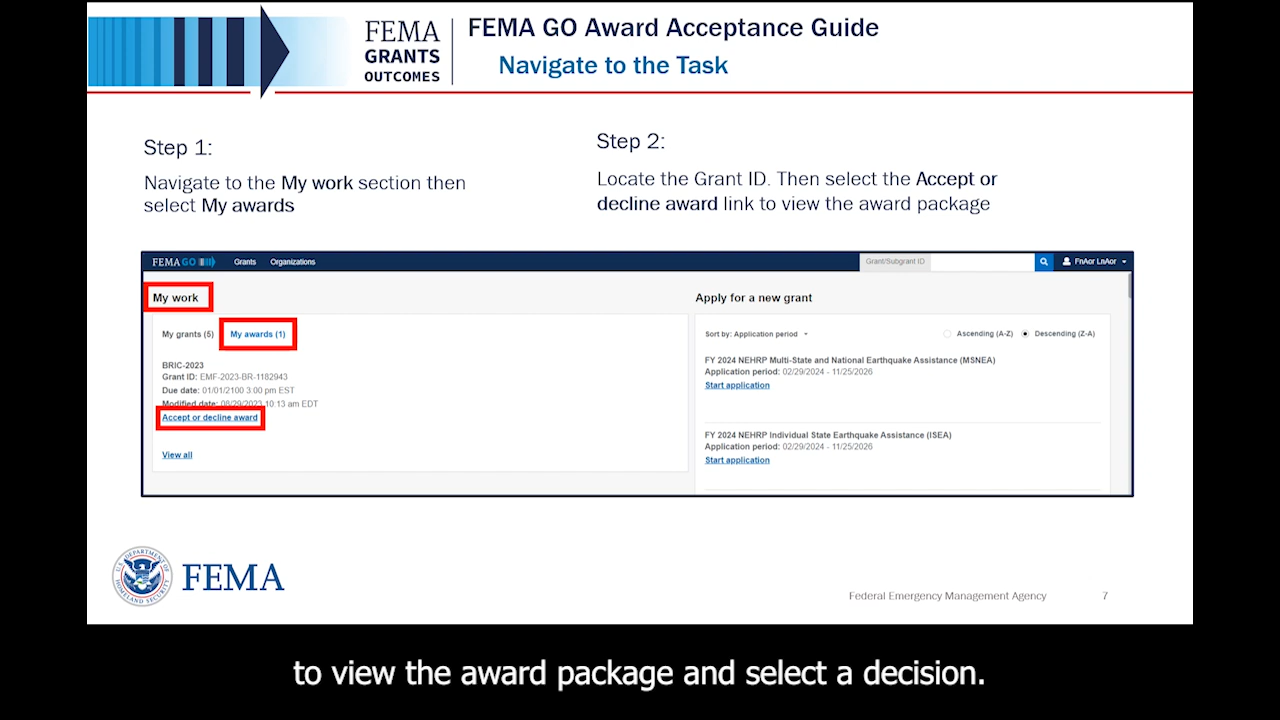 FEMA
GRANTS
OUTCOMES
FEMA GO Award Acceptance Guide
Navigate to the Task
Step 1:
Navigate to the My work section then
select My awards
Step 2:
Locate the Grant ID. Then select the Accept or
decline award link to view the award package
FEMA GO
Grants
Organizations
Grant/Subgrant ID
FnAor LnAor
My work
My grants (5)
My awards (1)
BRIC-2023
Grant ID: EMF-2023-BR-1182943
Due date: 01/01/2100 3:00 pm EST
Modified date: 08/29/2023 10:13 am EDT
Accept or decline award
View all
Apply for a new grant
Sort by: Application period
Ascending (A-Z)
Descending (Z-A)
FY 2024 NEHRP Multi-State and National Earthquake Assistance (MSNEA)
Application period: 02/29/2024 - 11/25/2026
Start application
FY 2024 NEHRP Individual State Earthquake Assistance (ISEA)
Application period: 02/29/2024 - 11/25/2026
Start application
U.S. DEPARTMENT OF
HOMELAND SECURITY
FEMA
Federal Emergency Management Agency
7
to view the award package and select a decision.